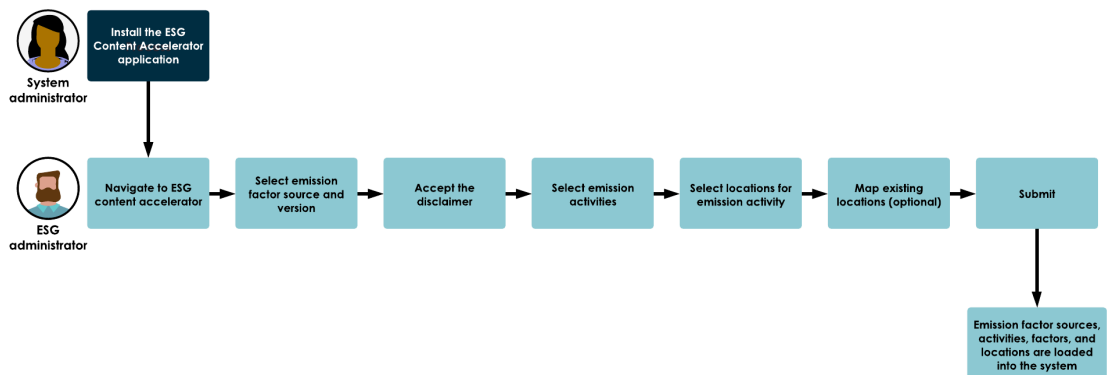 Install the ESG
Content Accelerator
application
System
administrator
Navigate to ESG
content accelerator
Select emission
factor source and
version
Accept the
disclaimer
Select emission
activities
Select locations for
emission activity
Map existing
locations (optional)
Submit
ESG
administrator
Emission factor sources,
activities, factors, and
locations are loaded
into the system